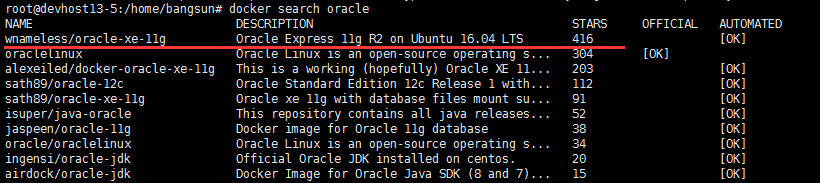 root@devhost13-5:/home/bangsun# docker search oracle
NAME DESCRIPTION STARS OFFICIAL AUTOMATED
wnameless/oracle-xe-11g Oracle Express 11g R2 on Ubuntu 16.04 LTS 416 [OK]
oraclelinux Oracle Linux is an open-source operating s... 304 [OK]
alexeiled/docker-oracle-xe-11g This is a working (hopefully) Oracle XE 11... 203 [OK]
sath89/oracle-12c Oracle Standard Edition 12c Release 1 with... 112 [OK]
sath89/oracle-xe-11g Oracle xe 11g with database files mount su... 91 [OK]
isuper/java-oracle This repository contains all java releases... 52 [OK]
jaspeen/oracle-11g Docker image for Oracle 11g database 38 [OK]
oracle/oraclelinux Oracle Linux is an open-source operating s... 34 [OK]
ingensi/oracle-jdk Official Oracle JDK installed on centos. 20 [OK]
airdock/oracle-jdk Docker Image for Oracle Java SDK (8 and 7)... 15 [OK]